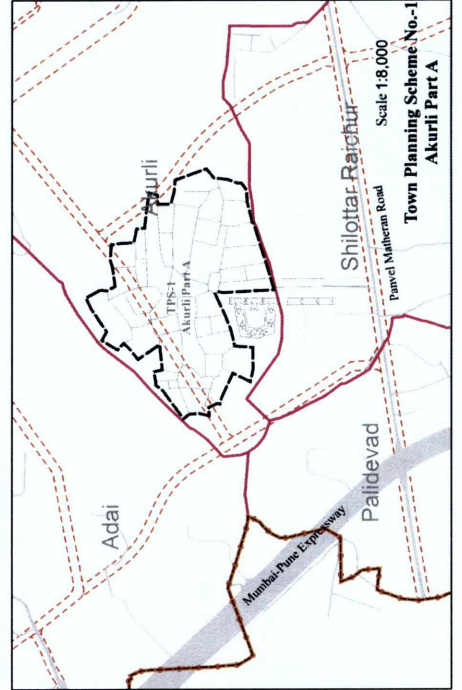 Town Planning Scheme No.-1
Akurli Part A
Scale 1:8,000
Akurli
TPS-1
Akurli Part A
Shilottar Raichur
Panvel Matheran Road
Adai
Palidevad
Mumbai-Pune Expressway